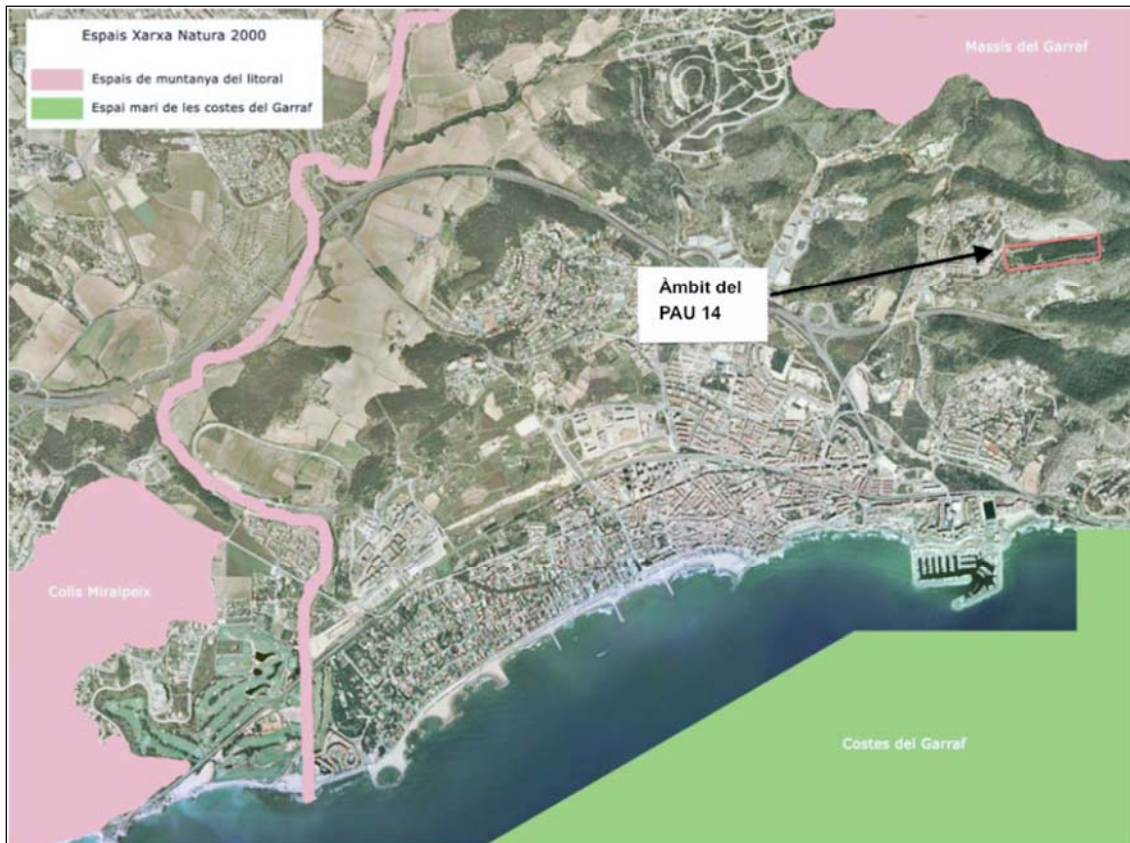 Espais Xarxa Natura 2000
Espais de muntanya del litoral
Espai mari de les costes del Garraf
Massís del Garraf
Àmbit del
PAU 14
Colls Miralpeix
Costes del Garraf